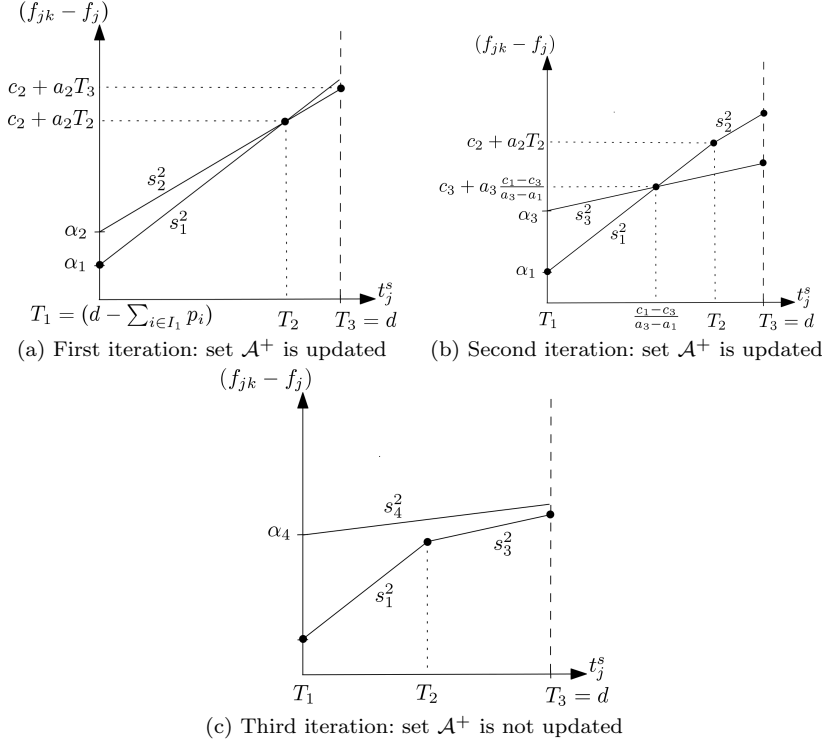 (f_{jk} − f_j)
c_2 + a_2T_3
c_2 + a_2T_2
s_2^2
s_1^2
α_2
α_1
t_j^s
T_1 = (d − ∑_{i∈I_1} p_i)
T_2
T_3 = d
(a) First iteration: set 𝒜^+ is updated
(f_{jk} − f_j)
s_2^2
c_2 + a_2T_2
c_3 + a_3 \frac{c_1−c_3}{a_3−a_1}
α_3
s_3^2
s_1^2
α_1
t_j^s
T_1
\frac{c_1−c_3}{a_3−a_1}
T_2
T_3 = d
(b) Second iteration: set 𝒜^+ is updated
(f_{jk} − f_j)
s_4^2
α_4
s_3^2
s_1^2
t_j^s
T_1
T_2
T_3 = d
(c) Third iteration: set 𝒜^+ is not updated